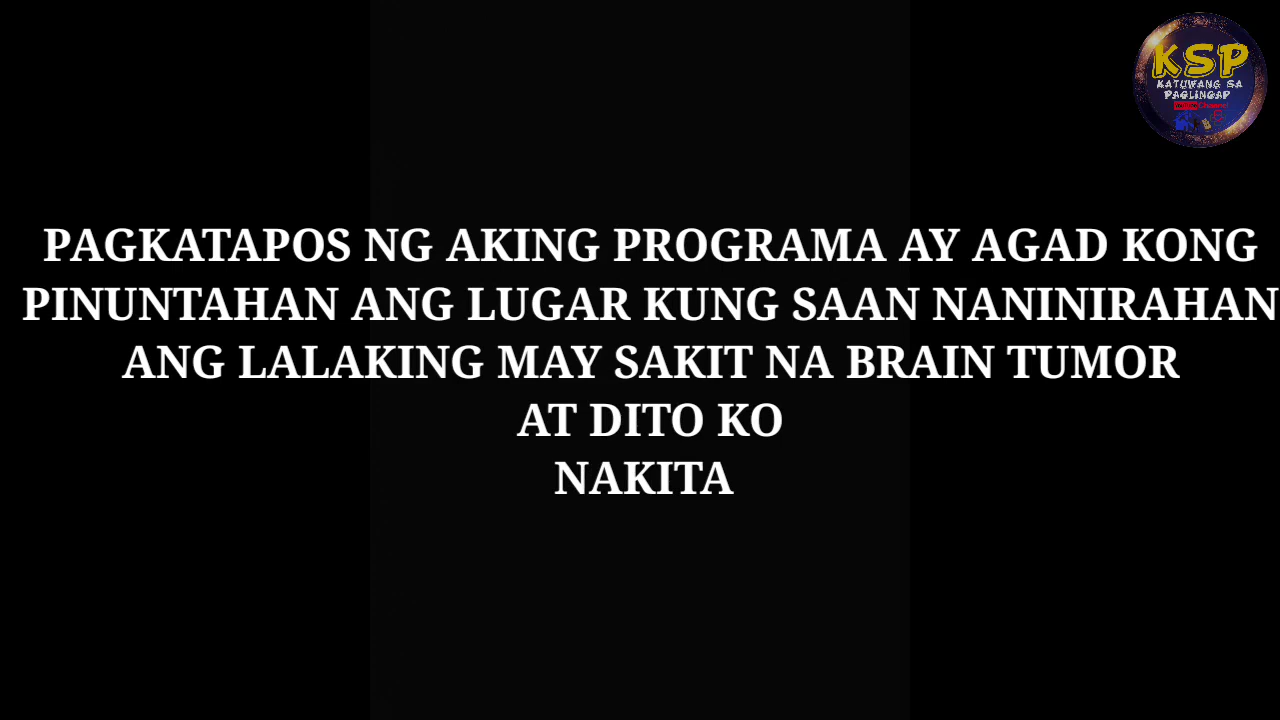 KSP
KATUWANG SA
PAGLINGAP
PAGKATAPOS NG AKING PROGRAMA AY AGAD KONG
PINUNTAHAN ANG LUGAR KUNG SAAN NANINIRAHAN
ANG LALAKING MAY SAKIT NA BRAIN TUMOR
AT DITO KO
NAKITA